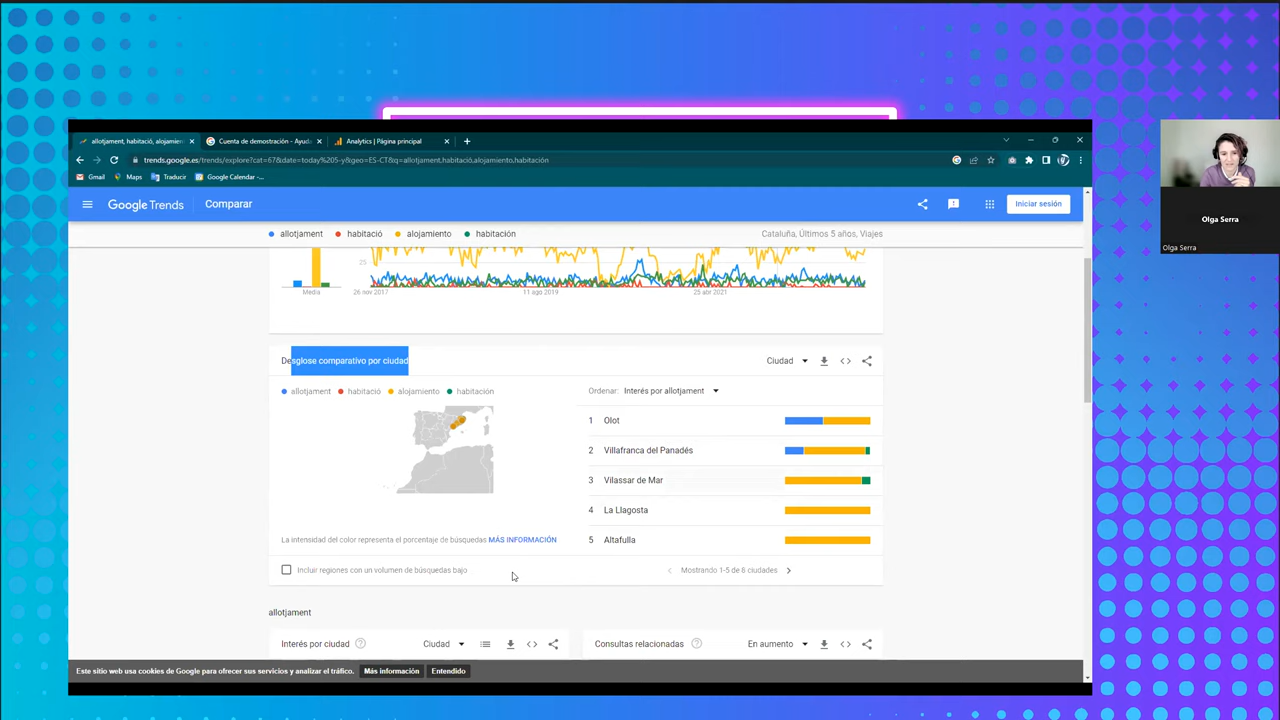 allotjament, habitació, alojamien
Cuenta de demostración - Ayuda
Analytics | Página principal
trends.google.es/trends/explore?cat=67&date=today%205-y&geo=ES-CT&q=allotjament,habitació,alojamiento,habitación
Gmail
Maps
Traducir
Google Calendar -...
Google Trends
Comparar
Iniciar sesión
allotjament
habitació
alojamiento
habitación
Cataluña, Últimos 5 años, Viajes
25
Media
26 nov 2017
11 ago 2019
25 abr 2021
Desglose comparativo por ciudad
Ciudad
allotjament
habitació
alojamiento
habitación
Ordenar: Interés por allotjament
1 Olot
2 Villafranca del Panadés
3 Vilassar de Mar
4 La Llagosta
5 Altafulla
La intensidad del color representa el porcentaje de búsquedas MÁS INFORMACIÓN
Incluir regiones con un volumen de búsquedas bajo
Mostrando 1-5 de 6 ciudades
allotjament
Interés por ciudad
Ciudad
Consultas relacionadas
En aumento
Este sitio web usa cookies de Google para ofrecer sus servicios y analizar el tráfico.
Más información
Entendido
Olga Serra
Olga Serra